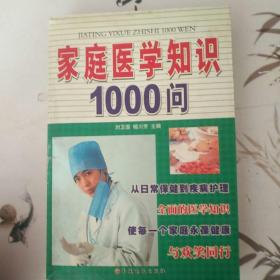 JIATING YIXUE ZHISHI 1000 WEN
家庭医学知识
1000问
主编
从日常保健到疾病护理
全面的医学知识
使每一个家庭永葆健康
与欢笑同行